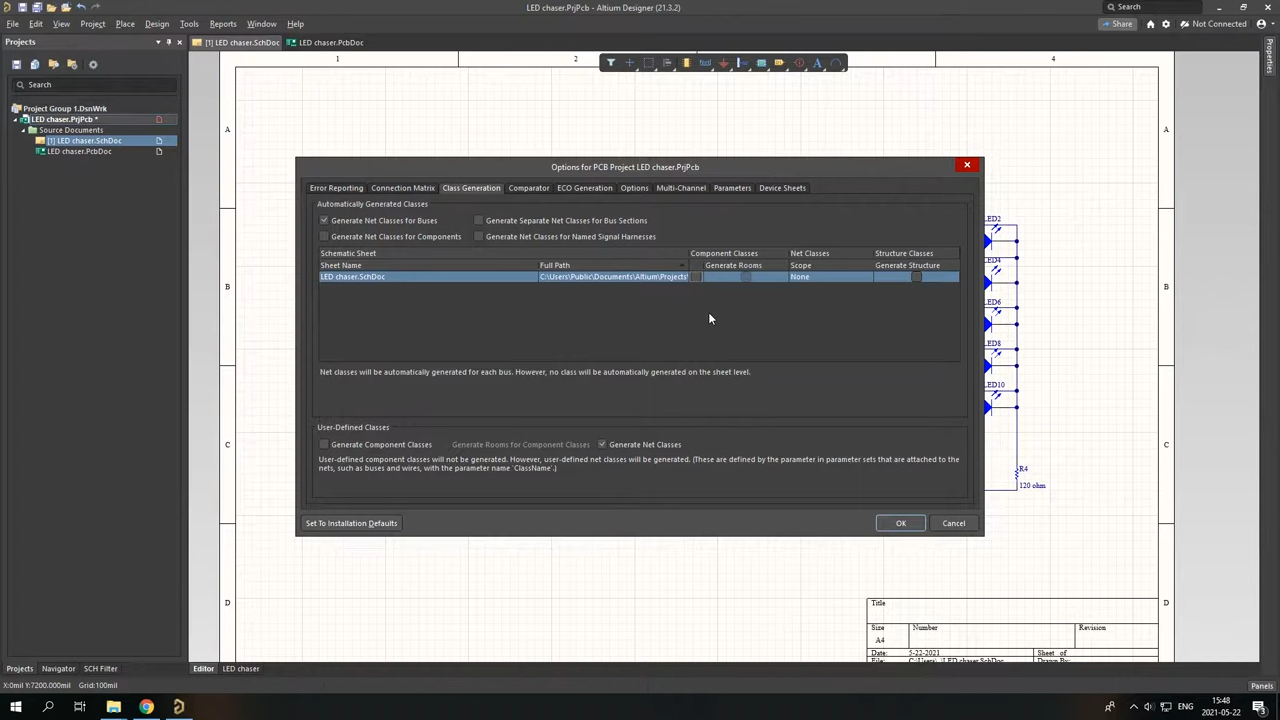 LED chaser.PrjPcb - Altium Designer (21.3.2)
Search
File Edit View Project Place Design Tools Reports Window Help
Share Not Connected
Projects
[1] LED chaser.SchDoc LED chaser.PcbDoc
Properties
1 2 4
Search
Project Group 1.DsnWrk
LED chaser.PrjPcb *
Source Documents
[1] LED chaser.SchDoc
LED chaser.PcbDoc
A A
B B
C C
D D
Options for PCB Project LED chaser.PrjPcb
Error Reporting Connection Matrix Class Generation Comparator ECO Generation Options Multi-Channel Parameters Device Sheets
Automatically Generated Classes
Generate Net Classes for Buses Generate Separate Net Classes for Bus Sections
Generate Net Classes for Components Generate Net Classes for Named Signal Harnesses
Schematic Sheet Component Classes Net Classes Structure Classes
Sheet Name Full Path Generate Rooms Scope Generate Structure
LED chaser.SchDoc C:\Users\Public\Documents\Altium\Projects\ None
Net classes will be automatically generated for each bus. However, no class will be automatically generated on the sheet level.
User-Defined Classes
Generate Component Classes Generate Rooms for Component Classes Generate Net Classes
User-defined component classes will not be generated. However, user-defined net classes will be generated. (These are defined by the parameter in parameter sets that are attached to the
nets, such as buses and wires, with the parameter name 'ClassName'.)
Set To Installation Defaults OK Cancel
LED2
LED4
LED6
LED8
LED10
R4
120 ohm
Title
Size Number Revision
A4
Date: 5-22-2021 Sheet of
File: C:\Users\..\LED chaser.SchDoc Drawn By:
Projects Navigator SCH Filter Editor LED chaser
X:0mil Y:7200.000mil Grid:100mil Panels
ENG 15:48
2021-05-22